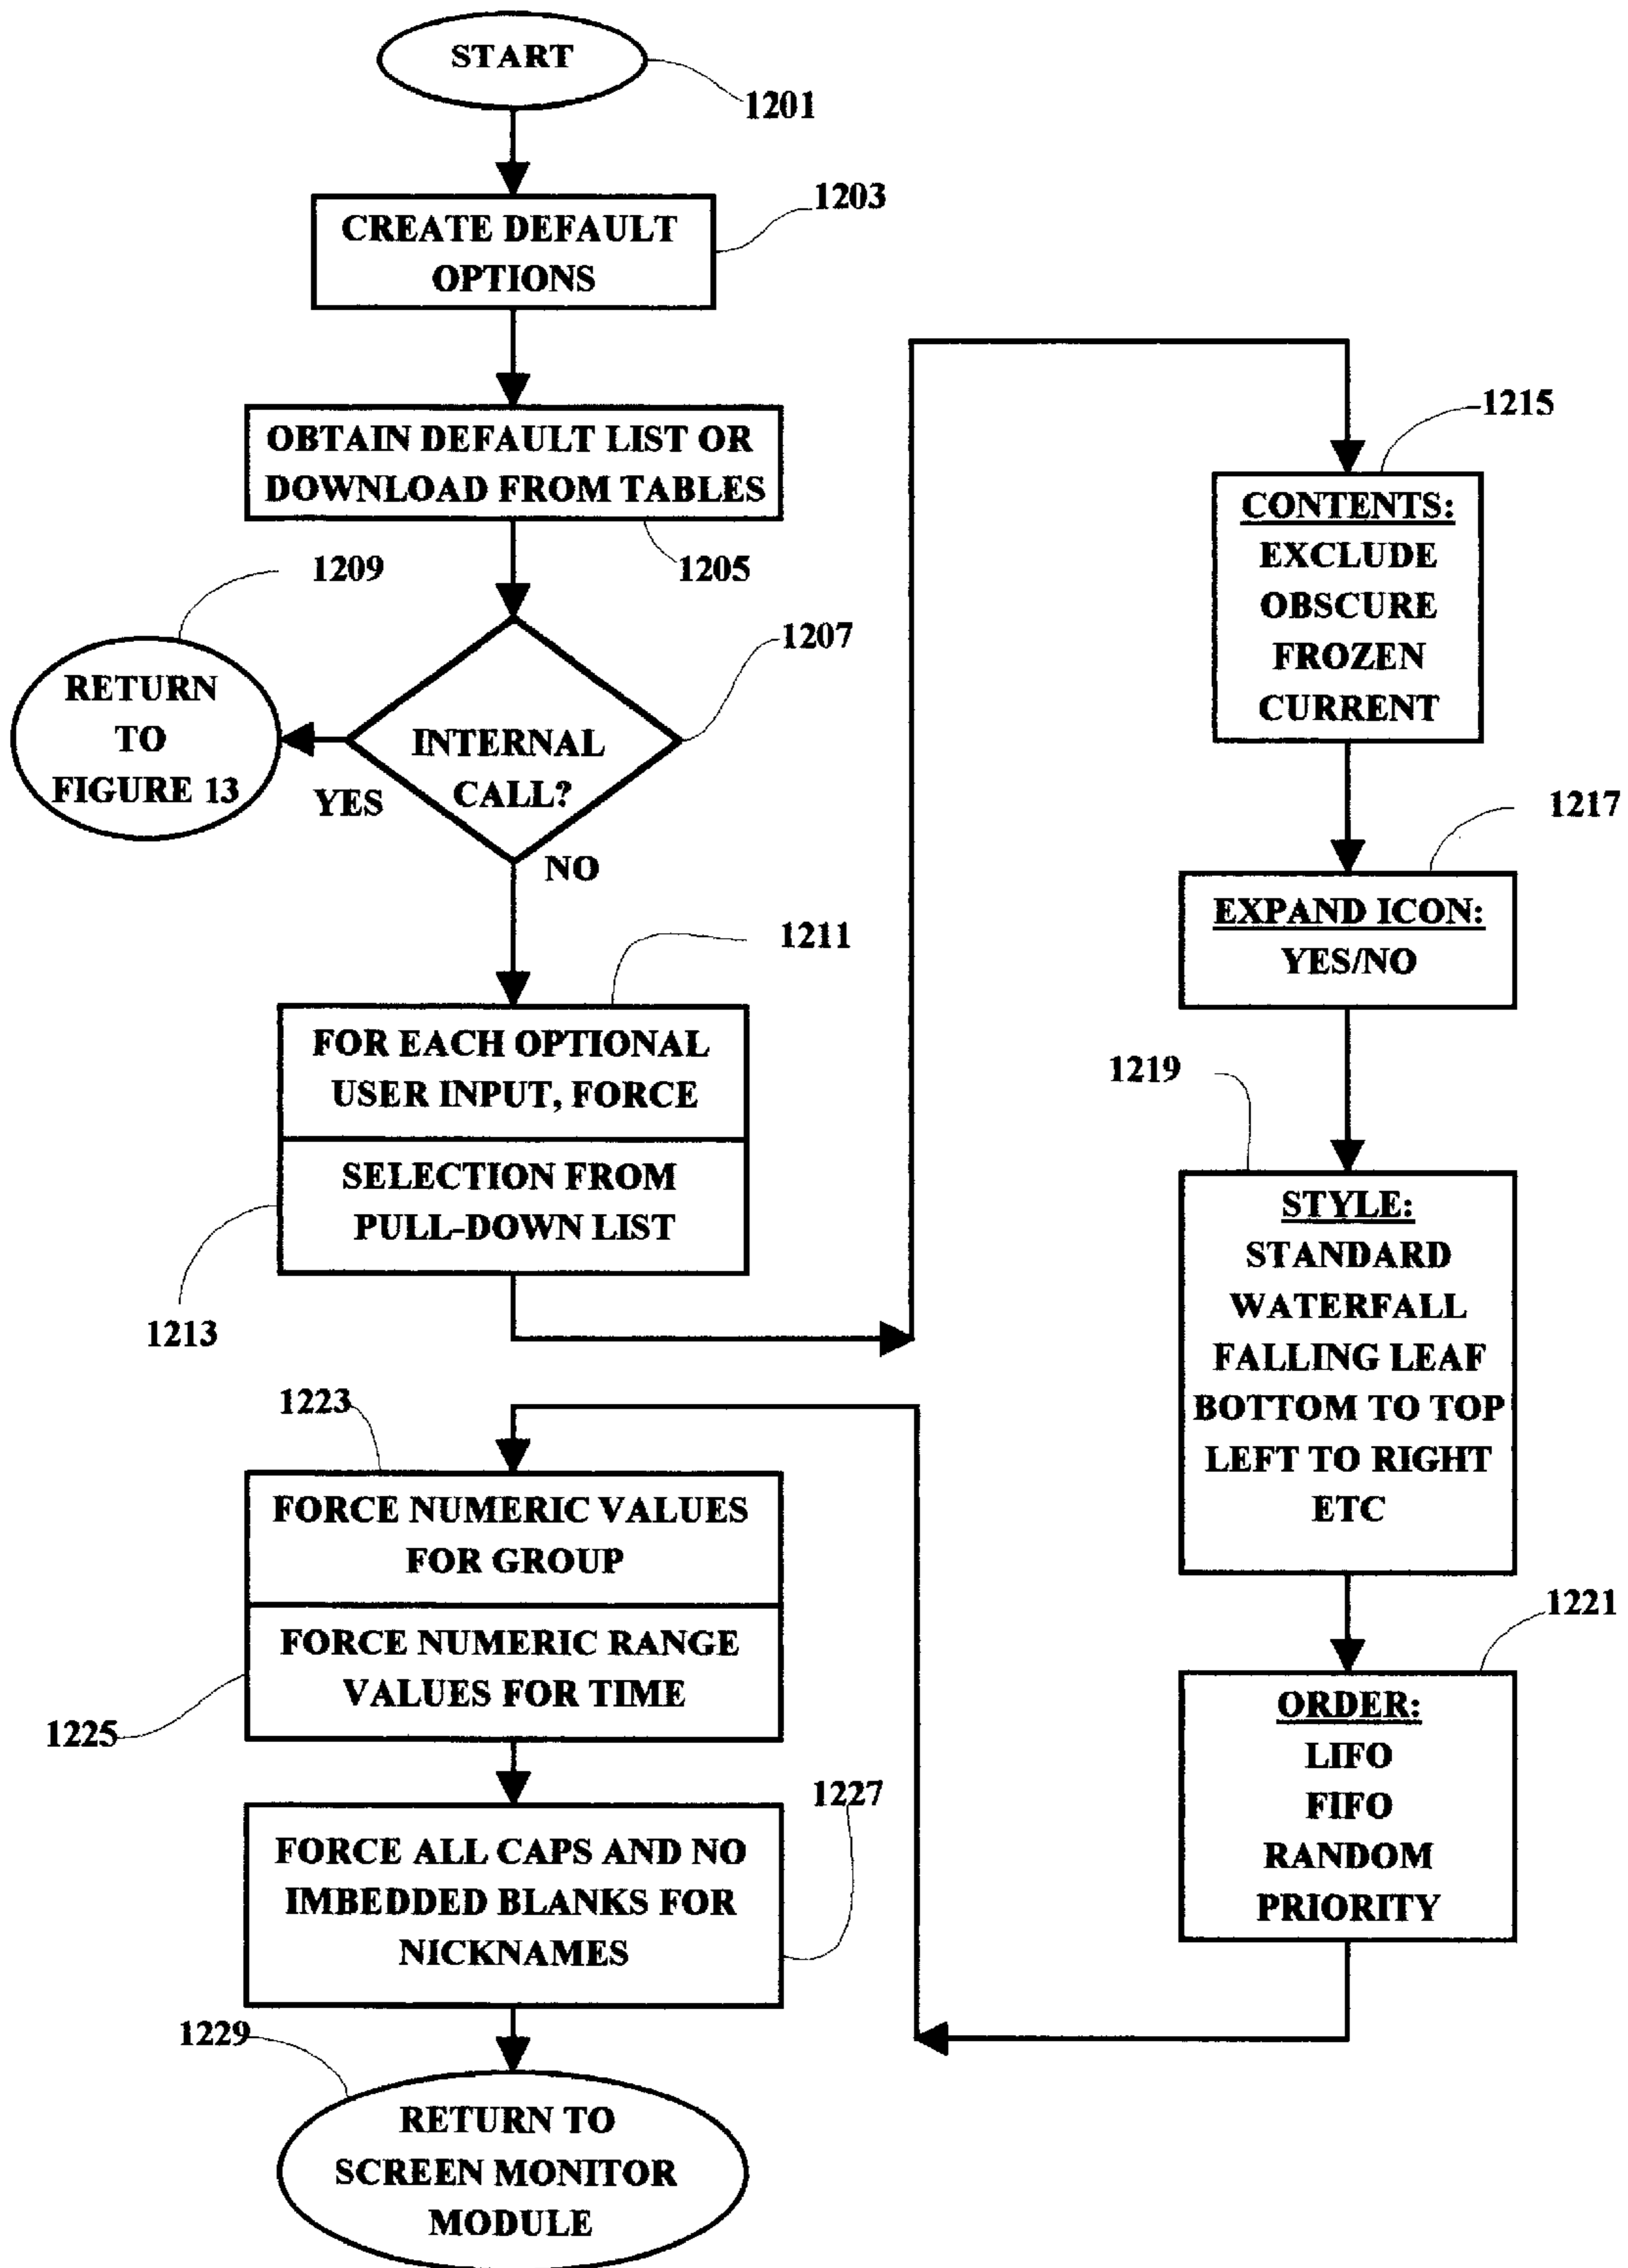 START
1201
1203
CREATE DEFAULT
OPTIONS
OBTAIN DEFAULT LIST OR
DOWNLOAD FROM TABLES
1205
1209
1207
RETURN
TO
FIGURE 13
INTERNAL
CALL?
YES
NO
1211
FOR EACH OPTIONAL
USER INPUT, FORCE
SELECTION FROM
PULL-DOWN LIST
1213
1215
CONTENTS:
EXCLUDE
OBSCURE
FROZEN
CURRENT
1217
EXPAND ICON:
YES/NO
1219
STYLE:
STANDARD
WATERFALL
FALLING LEAF
BOTTOM TO TOP
LEFT TO RIGHT
ETC
1221
ORDER:
LIFO
FIFO
RANDOM
PRIORITY
1223
FORCE NUMERIC VALUES
FOR GROUP
FORCE NUMERIC RANGE
VALUES FOR TIME
1225
1227
FORCE ALL CAPS AND NO
IMBEDDED BLANKS FOR
NICKNAMES
1229
RETURN TO
SCREEN MONITOR
MODULE